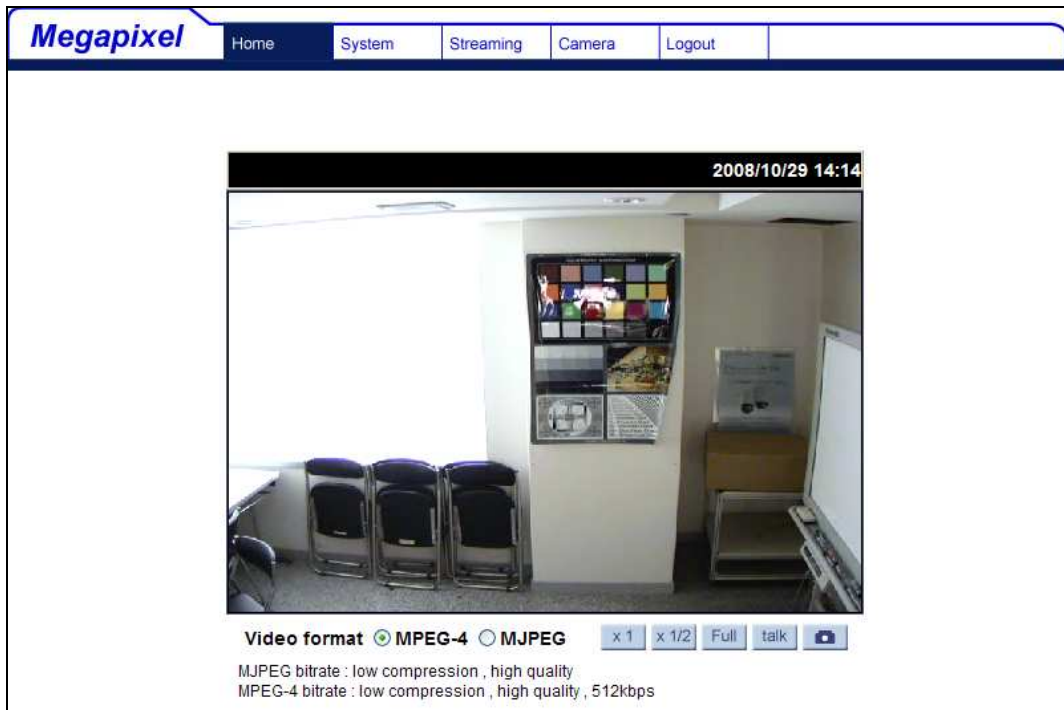 Megapixel
Home System Streaming Camera Logout
2008/10/29 14:14
Video format MPEG-4 MJPEG x 1 x 1/2 Full talk
MJPEG bitrate : low compression , high quality
MPEG-4 bitrate : low compression , high quality , 512kbps